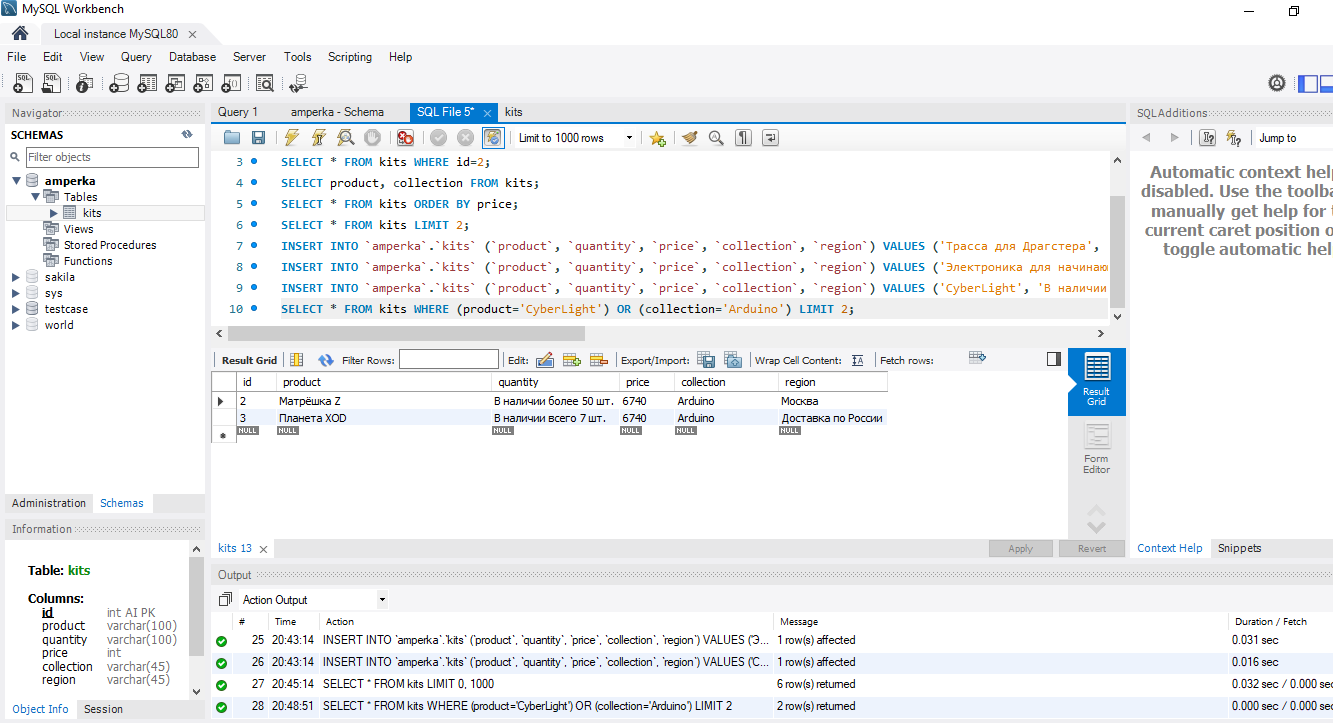 MySQL Workbench
Local instance MySQL80
File Edit View Query Database Server Tools Scripting Help
Navigator
SCHEMAS
Filter objects
amperka
Tables
kits
Views
Stored Procedures
Functions
sakila
sys
testcase
world
Administration Schemas
Information
Table: kits
Columns:
id int AI PK
product varchar(100)
quantity varchar(100)
price int
collection varchar(45)
region varchar(45)
Object Info Session
Query 1 amperka - Schema SQL File 5* kits
Limit to 1000 rows
3 SELECT * FROM kits WHERE id=2;
4 SELECT product, collection FROM kits;
5 SELECT * FROM kits ORDER BY price;
6 SELECT * FROM kits LIMIT 2;
7 INSERT INTO `amperka`.`kits` (`product`, `quantity`, `price`, `collection`, `region`) VALUES ('Трасса для Драгстера',
8 INSERT INTO `amperka`.`kits` (`product`, `quantity`, `price`, `collection`, `region`) VALUES ('Электроника для начинаю
9 INSERT INTO `amperka`.`kits` (`product`, `quantity`, `price`, `collection`, `region`) VALUES ('CyberLight', 'В наличии
10 SELECT * FROM kits WHERE (product='CyberLight') OR (collection='Arduino') LIMIT 2;
Result Grid Filter Rows: Edit: Export/Import: Wrap Cell Content: Fetch rows:
id product quantity price collection region
2 Матрёшка Z В наличии более 50 шт. 6740 Arduino Москва
3 Планета XOD В наличии всего 7 шт. 6740 Arduino Доставка по России
NULL NULL NULL NULL NULL NULL
Result Grid
Form Editor
kits 13
Apply Revert
Output
Action Output
# Time Action Message Duration / Fetch
25 20:43:14 INSERT INTO `amperka`.`kits` (`product`, `quantity`, `price`, `collection`, `region`) VALUES ('Э... 1 row(s) affected 0.031 sec
26 20:43:14 INSERT INTO `amperka`.`kits` (`product`, `quantity`, `price`, `collection`, `region`) VALUES ('C... 1 row(s) affected 0.016 sec
27 20:45:14 SELECT * FROM kits LIMIT 0, 1000 6 row(s) returned 0.032 sec / 0.000 sec
28 20:48:51 SELECT * FROM kits WHERE (product='CyberLight') OR (collection='Arduino') LIMIT 2 2 row(s) returned 0.000 sec / 0.000 sec
SQLAdditions
Jump to
Automatic context help
disabled. Use the toolba
manually get help for t
current caret position o
toggle automatic hel
Context Help Snippets